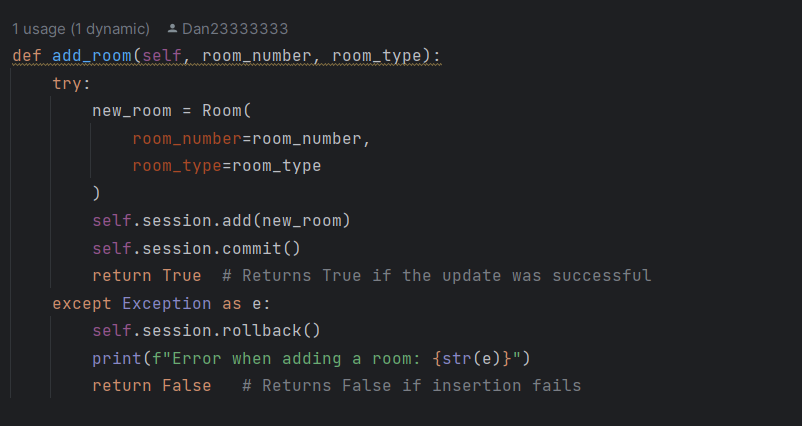 1 usage (1 dynamic) Dan23333333
def add_room(self, room_number, room_type):
    try:
        new_room = Room(
            room_number=room_number,
            room_type=room_type
        )
        self.session.add(new_room)
        self.session.commit()
        return True  # Returns True if the update was successful
    except Exception as e:
        self.session.rollback()
        print(f"Error when adding a room: {str(e)}")
        return False   # Returns False if insertion fails